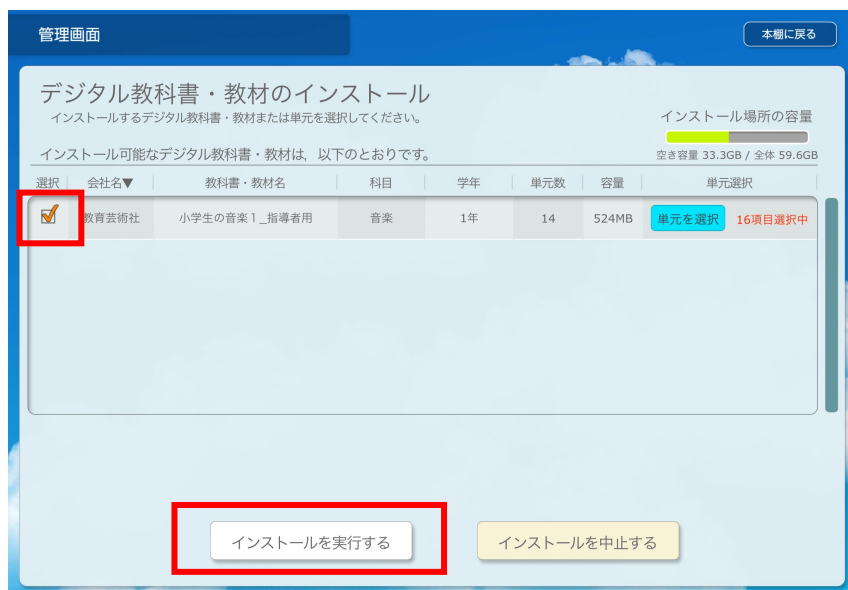 管理画面
本棚に戻る
デジタル教科書・教材のインストール
インストールするデジタル教科書・教材または単元を選択してください。
インストール場所の容量
インストール可能なデジタル教科書・教材は，以下のとおりです。
空き容量 33.3GB / 全体 59.6GB
選択 会社名▼ 教科書・教材名 科目 学年 単元数 容量 単元選択
教育芸術社 小学生の音楽１_指導者用 音楽 1年 14 524MB 単元を選択 16項目選択中
インストールを実行する インストールを中止する